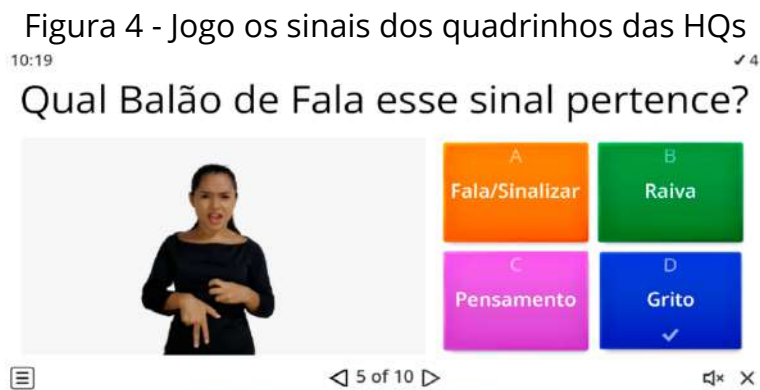 Figura 4 - Jogo os sinais dos quadrinhos das HQs
10:19
✓ 4
Qual Balão de Fala esse sinal pertence?
A
Fala/Sinalizar
B
Raiva
C
Pensamento
D
Grito
5 of 10